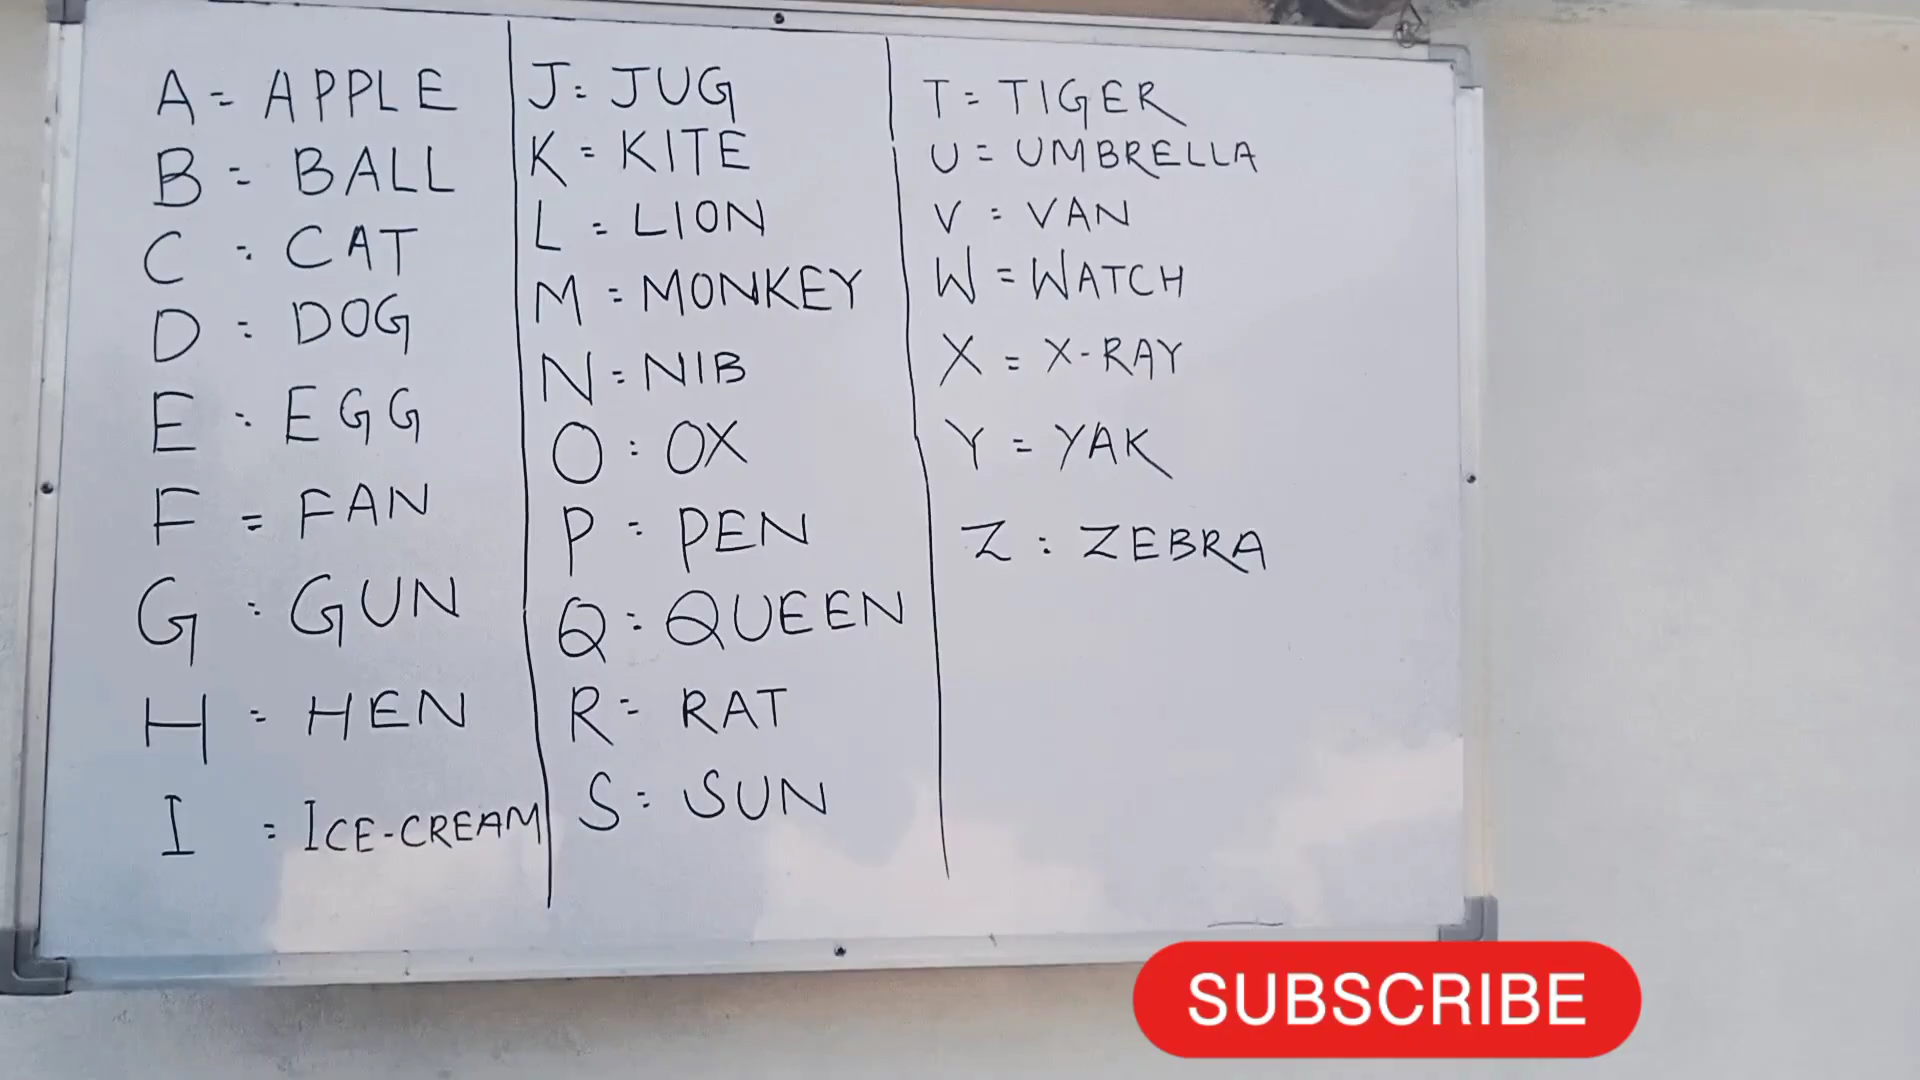 A = APPLE
B = BALL
C = CAT
D = DOG
E = EGG
F = FAN
G = GUN
H = HEN
I = ICE-CREAM
J = JUG
K = KITE
L = LION
M = MONKEY
N = NIB
O = OX
P = PEN
Q = QUEEN
R = RAT
S = SUN
T = TIGER
U = UMBRELLA
V = VAN
W = WATCH
X = X-RAY
Y = YAK
Z = ZEBRA
SUBSCRIBE